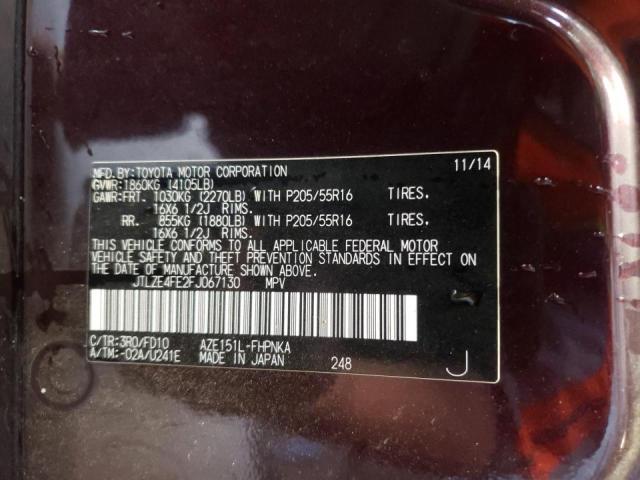 MFD. BY: TOYOTA MOTOR CORPORATION 11/14
GVWR: 1860KG (4105LB)
GAWR: FRT. 1030KG (2270LB) WITH P205/55R16 TIRES.
16X6 1/2J RIMS.
RR. 855KG (1880LB) WITH P205/55R16 TIRES.
16X6 1/2J RIMS.
THIS VEHICLE CONFORMS TO ALL APPLICABLE FEDERAL MOTOR
VEHICLE SAFETY AND THEFT PREVENTION STANDARDS IN EFFECT
ON THE DATE OF MANUFACTURE SHOWN ABOVE.
JTLZE4FE2FJ067130 MPV
C/TR: 3R0/FD10 AZE151L-FHPNKA
A/TM: -02A/U241E MADE IN JAPAN 248 J